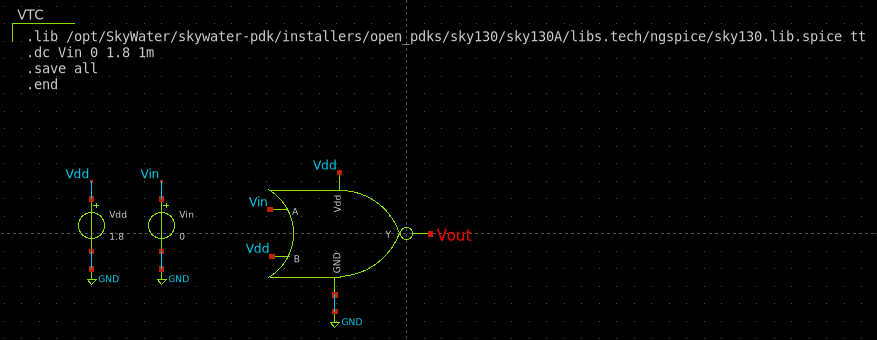 VTC
.lib /opt/SkyWater/skywater-pdk/installers/open_pdks/sky130/sky130A/libs.tech/ngspice/sky130.lib.spice tt
.dc Vin 0 1.8 1m
.save all
.end
Vdd
Vin
Vdd
+
Vdd
1.8
GND
+
Vin
0
GND
Vin
A
Vdd
Vdd
B
GND
Y
Vout
GND